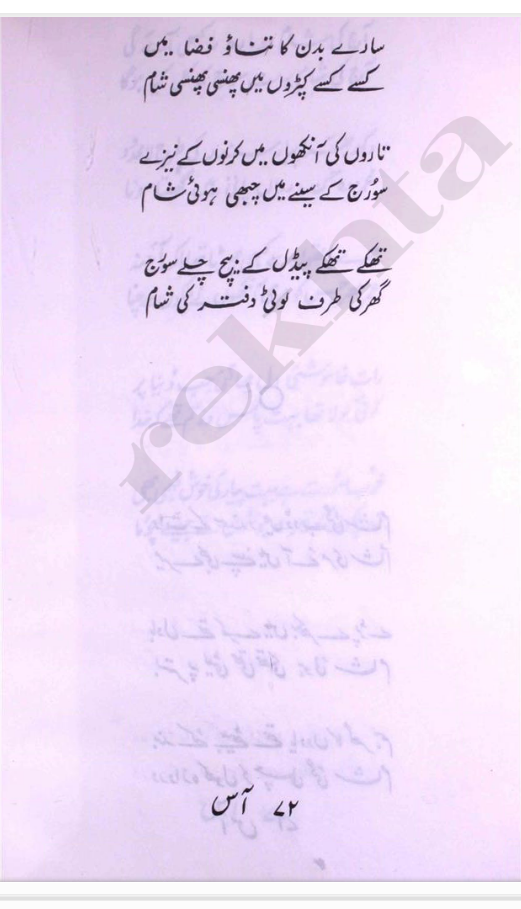 سارے بدن کا تناؤ فضا میں
کسے کسے کپڑوں میں پھنسی پھنسی شام
تاروں کی آنکھوں میں کرنوں کے نیزے
سوُرج کے سینے میں چبھی ہوئی شام
تھکے تھکے پیڈل کے بیچ چلے سورج
گھر کی طرف لوٹی دفتر کی شام
۷۲ آس
rekhta